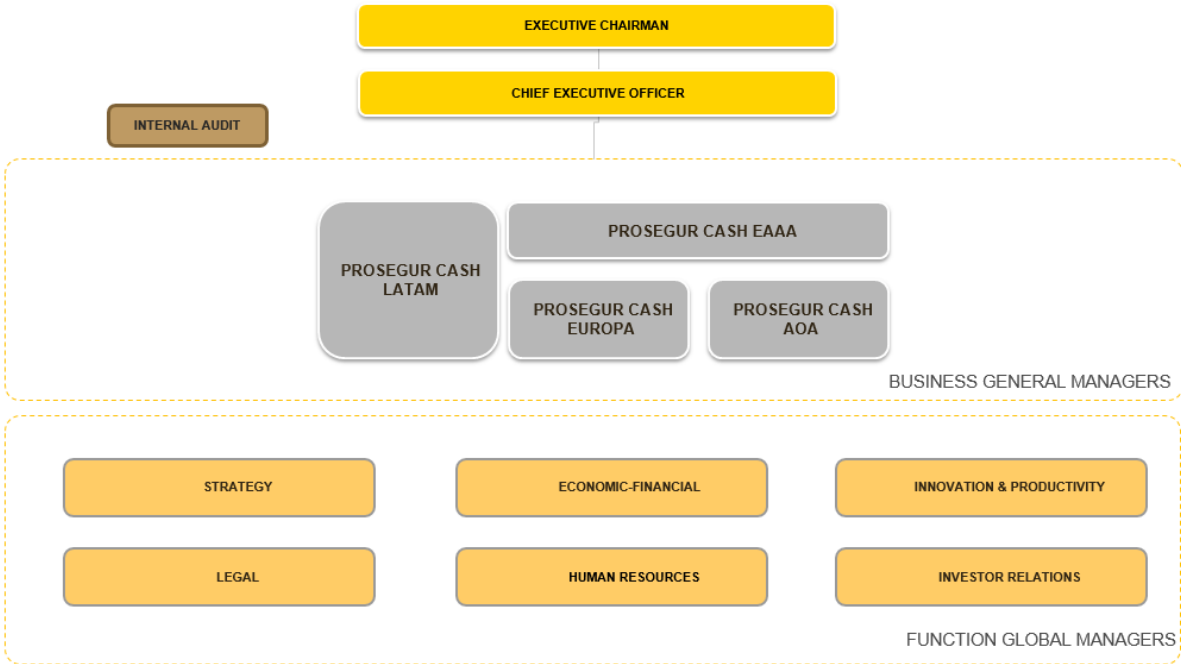 EXECUTIVE CHAIRMAN
CHIEF EXECUTIVE OFFICER
INTERNAL AUDIT
PROSEGUR CASH
LATAM
PROSEGUR CASH EAAA
PROSEGUR CASH
EUROPA
PROSEGUR CASH
AOA
BUSINESS GENERAL MANAGERS
STRATEGY
ECONOMIC-FINANCIAL
INNOVATION & PRODUCTIVITY
LEGAL
HUMAN RESOURCES
INVESTOR RELATIONS
FUNCTION GLOBAL MANAGERS